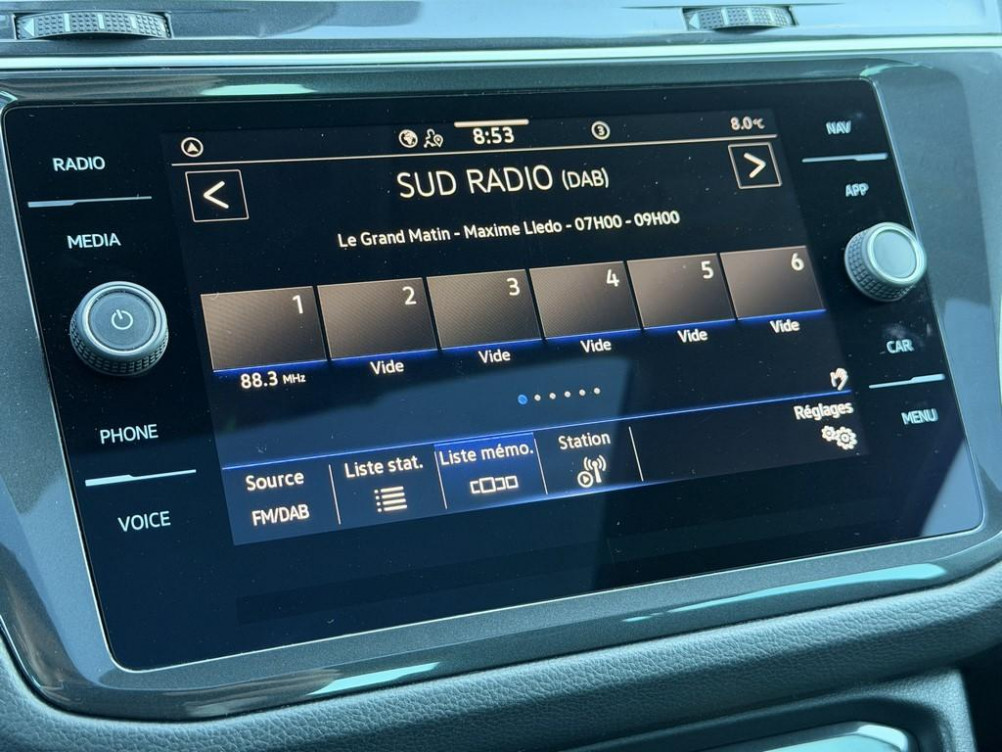 RADIO
MEDIA
PHONE
VOICE
8:53
3
8.0°C
SUD RADIO (DAB)
Le Grand Matin - Maxime Lledo - 07H00 - 09H00
1 2 3 4 5 6
88.3 MHz Vide Vide Vide Vide Vide
Réglages
Source Liste stat. Liste mémo. Station
FM/DAB
NAV
APP
CAR
MENU